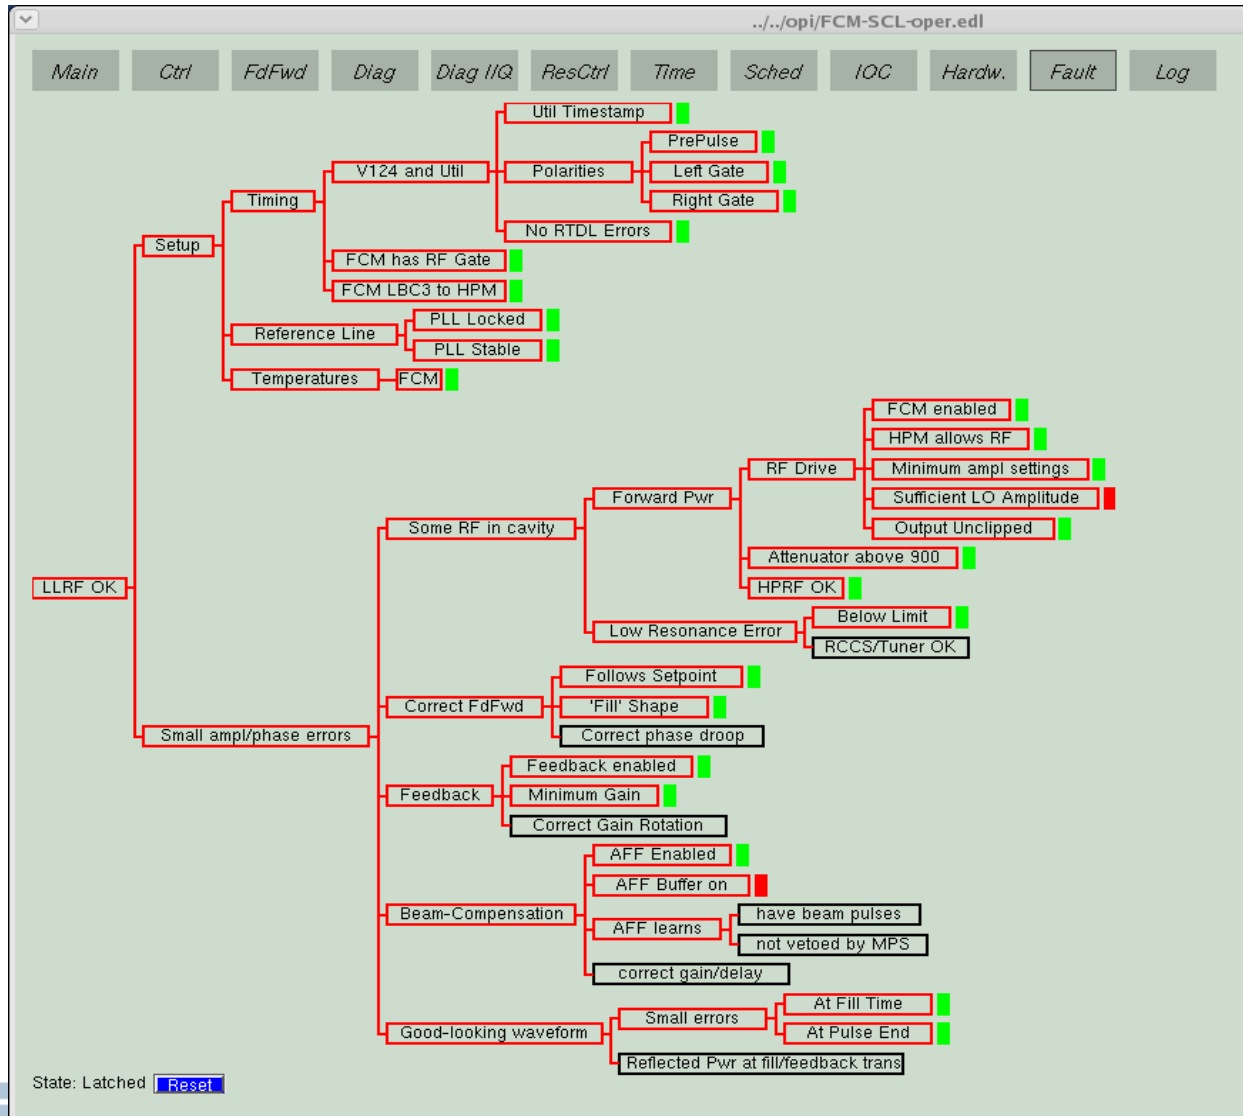 ../../opi/FCM-SCL-oper.edl
Main Ctrl FdFwd Diag Diag I/Q ResCtrl Time Sched IOC Hardw. Fault Log
Util Timestamp
PrePulse
V124 and Util Polarities Left Gate
Timing Right Gate
No RTDL Errors
Setup
FCM has RF Gate
FCM LBC3 to HPM
PLL Locked
Reference Line
PLL Stable
Temperatures FCM
FCM enabled
HPM allows RF
RF Drive Minimum ampl settings
Forward Pwr Sufficient LO Amplitude
Some RF in cavity Output Unclipped
Attenuator above 900
LLRF OK HPRF OK
Below Limit
Low Resonance Error
RCCS/Tuner OK
Follows Setpoint
Correct FdFwd 'Fill' Shape
Small ampl/phase errors Correct phase droop
Feedback enabled
Feedback Minimum Gain
Correct Gain Rotation
AFF Enabled
AFF Buffer on
Beam-Compensation have beam pulses
AFF learns
not vetoed by MPS
correct gain/delay
At Fill Time
Small errors
Good-looking waveform At Pulse End
Reflected Pwr at fill/feedback trans
State: Latched Reset